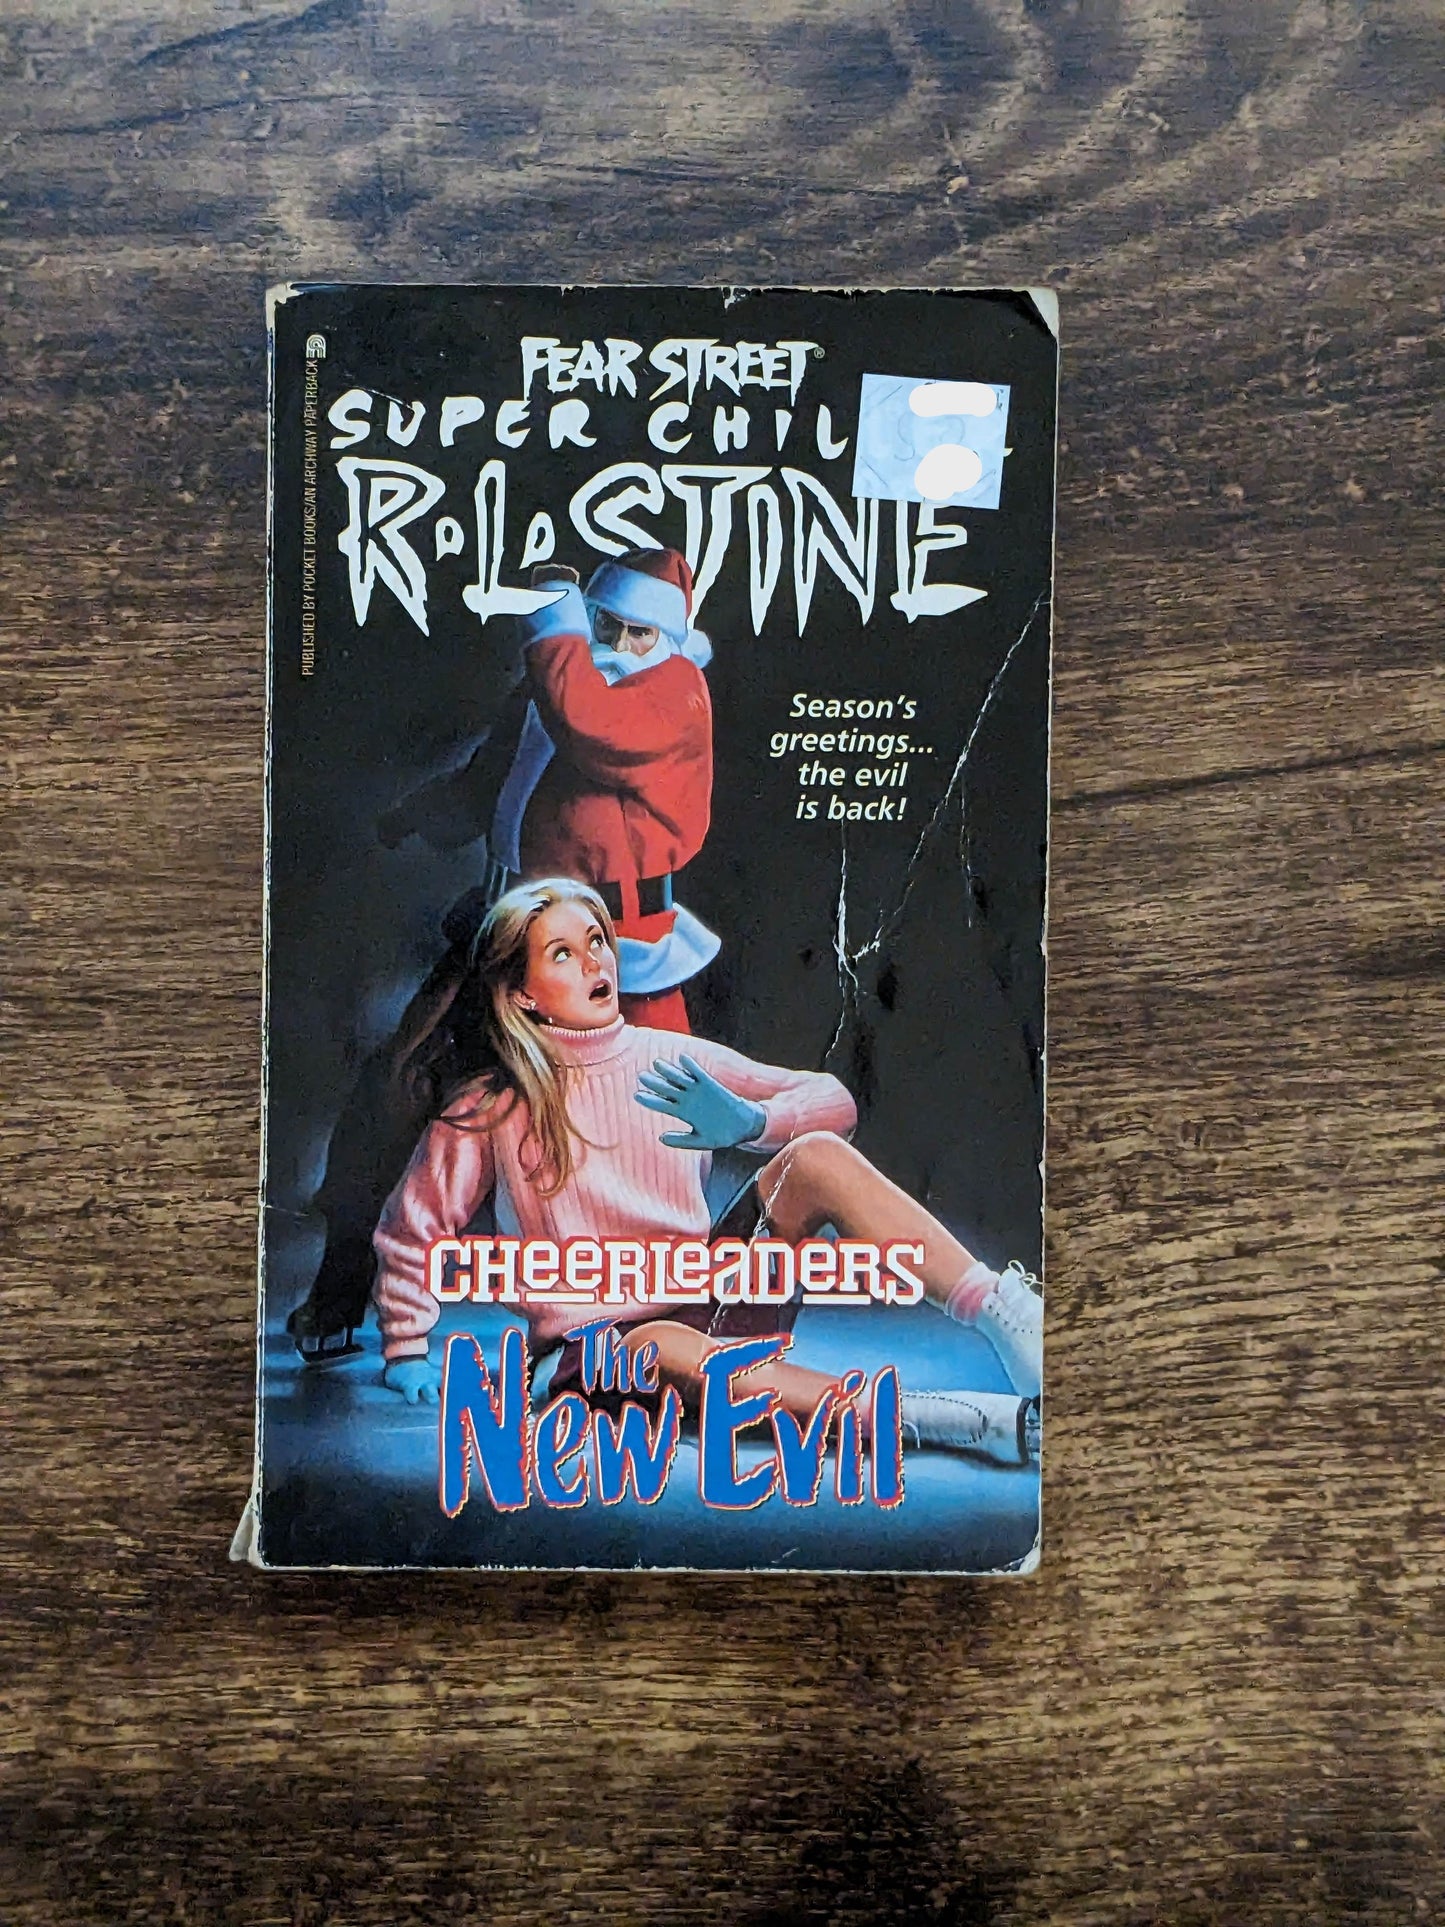 FEAR STREET®
SUPER CHIL
R·L·STINE
PUBLISHED BY POCKET BOOKS/AN ARCHWAY PAPERBACK
Season's
greetings...
the evil
is back!
CHeerLeaDerS
The
New Evil